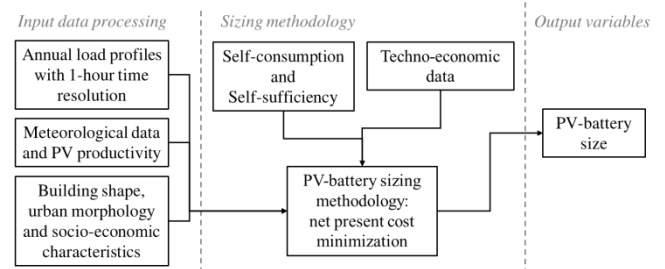 Input data processing
Sizing methodology
Output variables
Annual load profiles
with 1-hour time
resolution
Meteorological data
and PV productivity
Building shape,
urban morphology
and socio-economic
characteristics
Self-consumption
and
Self-sufficiency
Techno-economic
data
PV-battery sizing
methodology:
net present cost
minimization
PV-battery
size